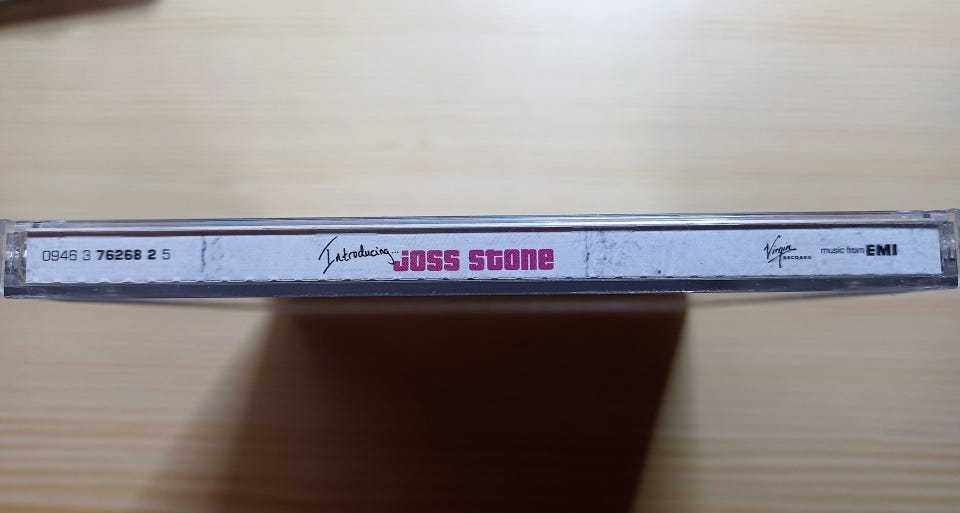 0946 3 76268 2 5 Introducing... Joss Stone Virgin RECORDS music from EMI